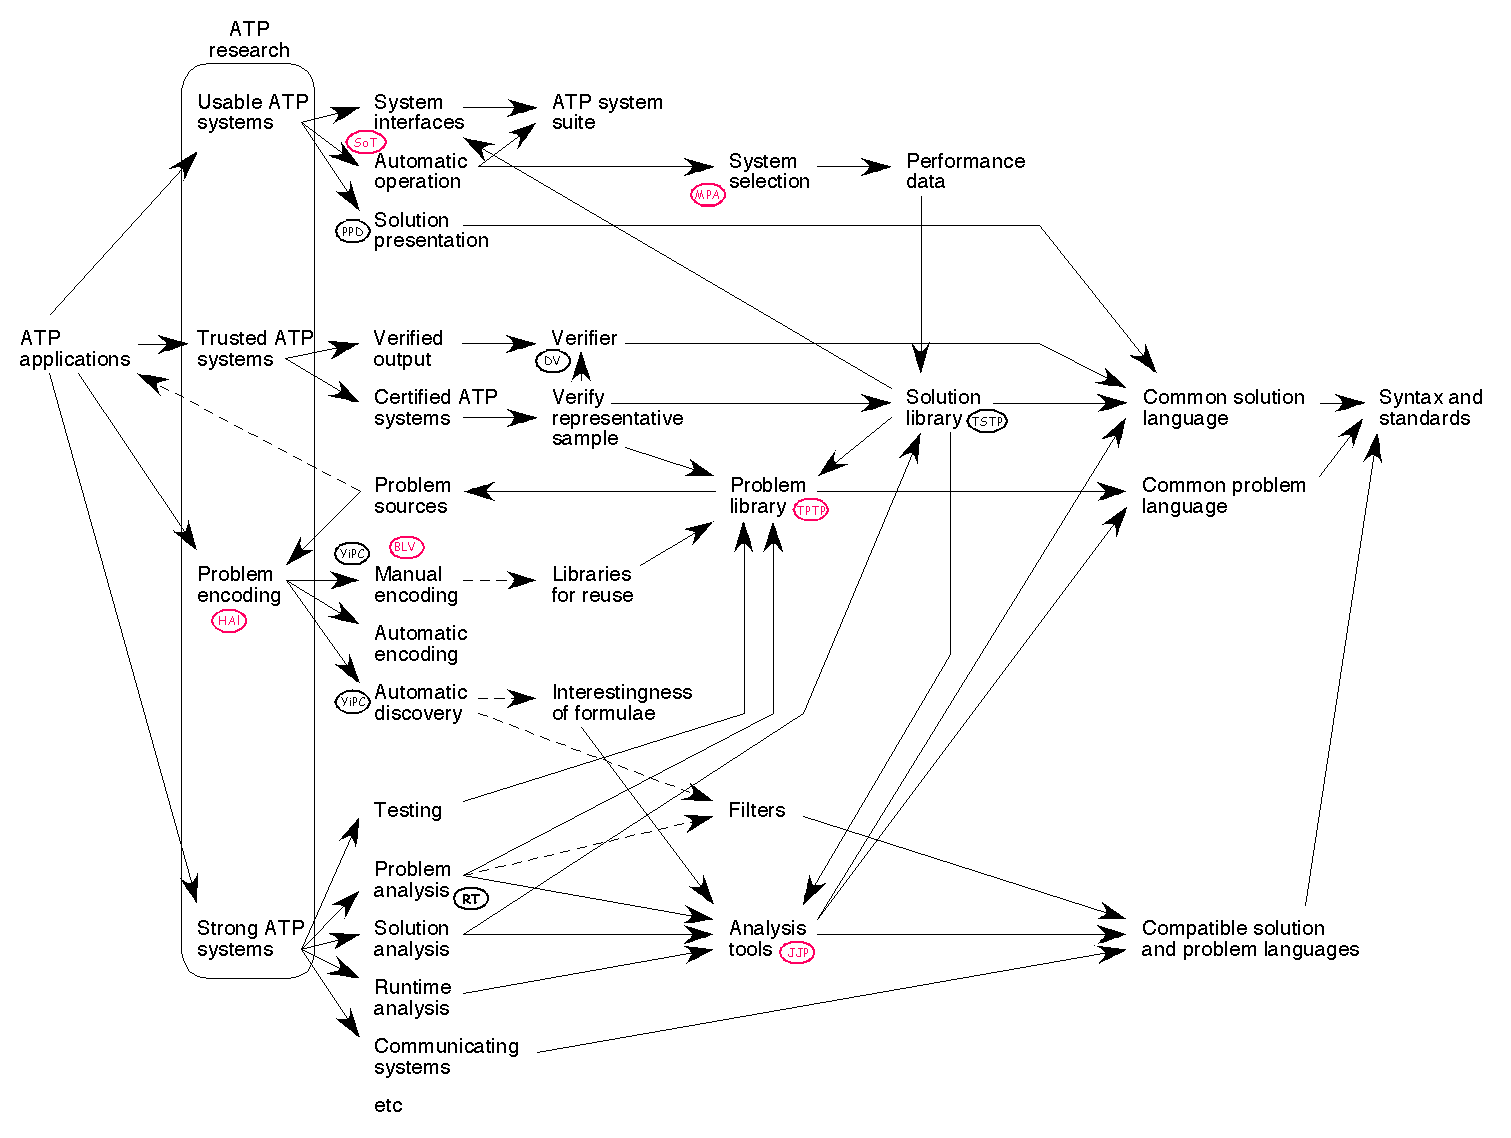 ATP
research
Usable ATP
systems
System
interfaces
ATP system
suite
SoT
Automatic
operation
System
selection
MPA
Performance
data
PPD
Solution
presentation
ATP
applications
Trusted ATP
systems
Verified
output
Verifier
DV
Certified ATP
systems
Verify
representative
sample
Solution
library
TSTP
Common solution
language
Syntax and
standards
Problem
sources
Problem
library
TPTP
Common problem
language
YiPC
BLV
Problem
encoding
HAI
Manual
encoding
Libraries
for reuse
Automatic
encoding
YiPC
Automatic
discovery
Interestingness
of formulae
Testing
Filters
Problem
analysis
RT
Strong ATP
systems
Solution
analysis
Analysis
tools
JJP
Compatible solution
and problem languages
Runtime
analysis
Communicating
systems
etc